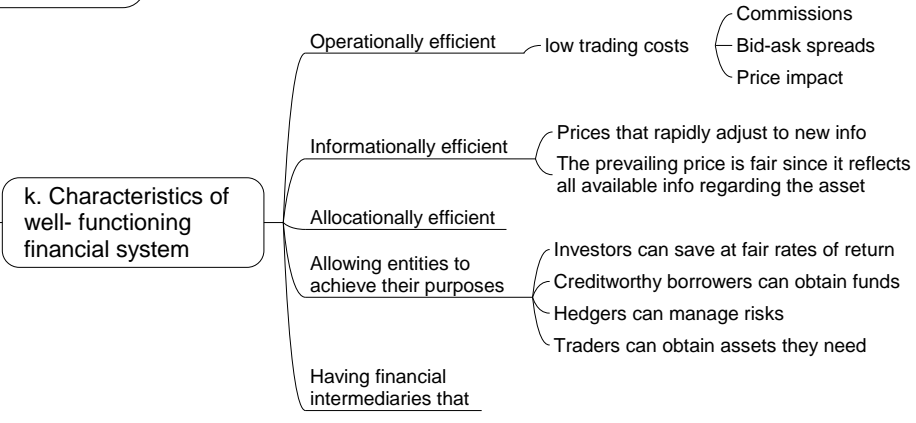 k. Characteristics of
well- functioning
financial system
Operationally efficient
low trading costs
Commissions
Bid-ask spreads
Price impact
Informationally efficient
Prices that rapidly adjust to new info
The prevailing price is fair since it reflects
all available info regarding the asset
Allocationally efficient
Allowing entities to
achieve their purposes
Investors can save at fair rates of return
Creditworthy borrowers can obtain funds
Hedgers can manage risks
Traders can obtain assets they need
Having financial
intermediaries that